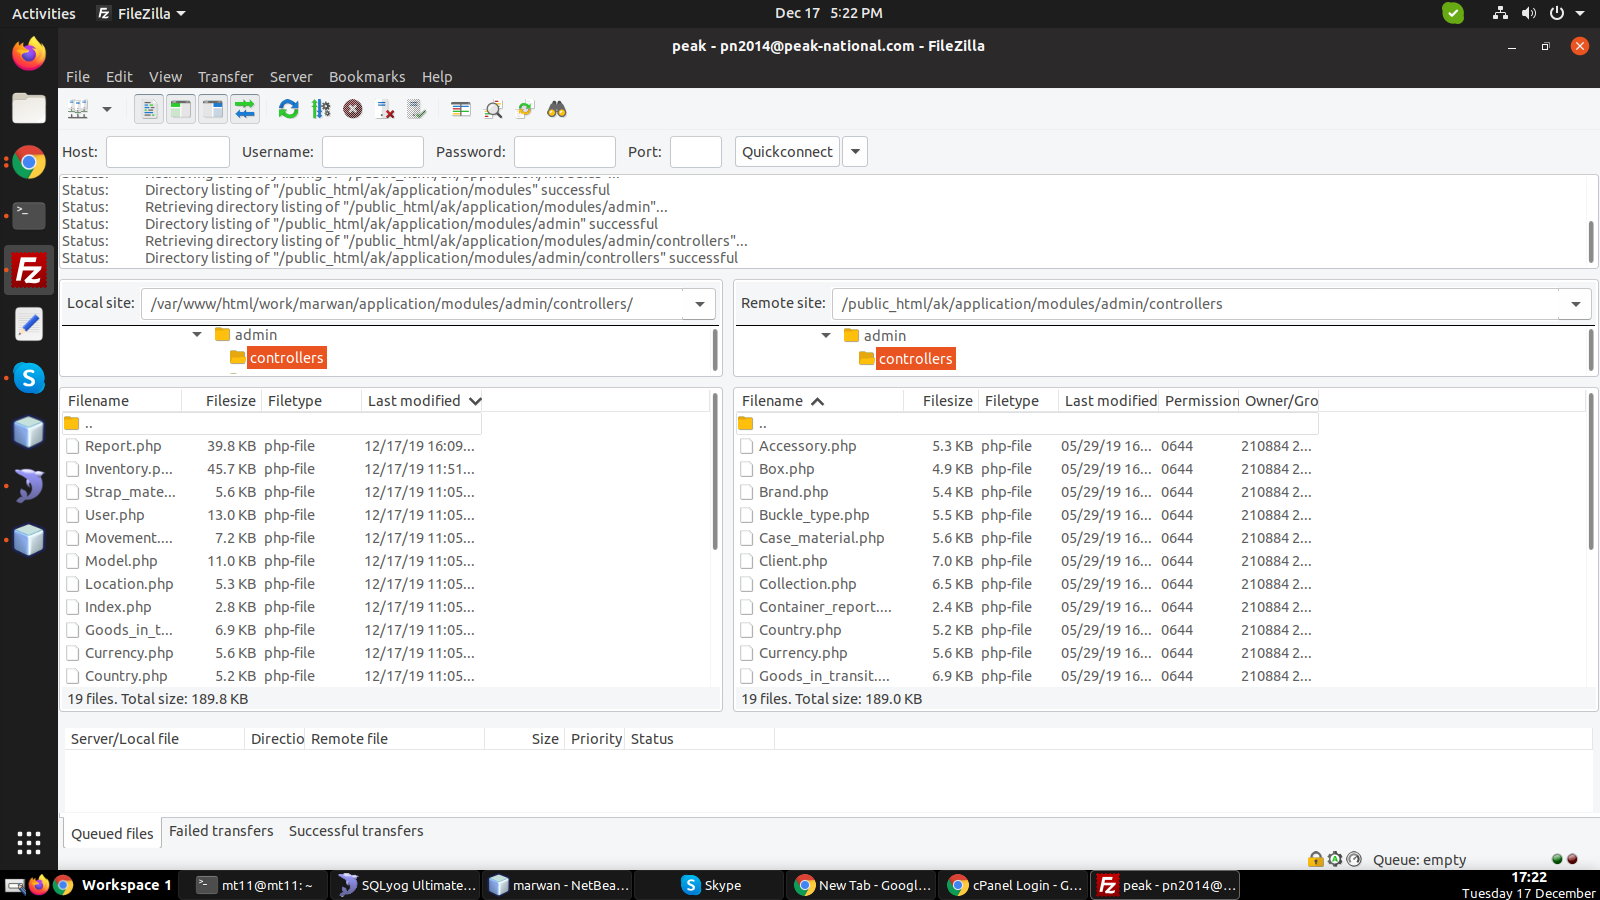 Activities FileZilla Dec 17 5:22 PM
peak - pn2014@peak-national.com - FileZilla
File Edit View Transfer Server Bookmarks Help
Host: Username: Password: Port: Quickconnect
Status: Directory listing of "/public_html/ak/application/modules" successful
Status: Retrieving directory listing of "/public_html/ak/application/modules/admin"...
Status: Directory listing of "/public_html/ak/application/modules/admin" successful
Status: Retrieving directory listing of "/public_html/ak/application/modules/admin/controllers"...
Status: Directory listing of "/public_html/ak/application/modules/admin/controllers" successful
Local site: /var/www/html/work/marwan/application/modules/admin/controllers/
admin
controllers
Filename Filesize Filetype Last modified
..
Report.php 39.8 KB php-file 12/17/19 16:09...
Inventory.p... 45.7 KB php-file 12/17/19 11:51...
Strap_mate... 5.6 KB php-file 12/17/19 11:05...
User.php 13.0 KB php-file 12/17/19 11:05...
Movement.... 7.2 KB php-file 12/17/19 11:05...
Model.php 11.0 KB php-file 12/17/19 11:05...
Location.php 5.3 KB php-file 12/17/19 11:05...
Index.php 2.8 KB php-file 12/17/19 11:05...
Goods_in_t... 6.9 KB php-file 12/17/19 11:05...
Currency.php 5.6 KB php-file 12/17/19 11:05...
Country.php 5.2 KB php-file 12/17/19 11:05...
19 files. Total size: 189.8 KB
Remote site: /public_html/ak/application/modules/admin/controllers
admin
controllers
Filename Filesize Filetype Last modified Permission Owner/Gro
..
Accessory.php 5.3 KB php-file 05/29/19 16... 0644 210884 2...
Box.php 4.9 KB php-file 05/29/19 16... 0644 210884 2...
Brand.php 5.4 KB php-file 05/29/19 16... 0644 210884 2...
Buckle_type.php 5.5 KB php-file 05/29/19 16... 0644 210884 2...
Case_material.php 5.6 KB php-file 05/29/19 16... 0644 210884 2...
Client.php 7.0 KB php-file 05/29/19 16... 0644 210884 2...
Collection.php 6.5 KB php-file 05/29/19 16... 0644 210884 2...
Container_report.... 2.4 KB php-file 05/29/19 16... 0644 210884 2...
Country.php 5.2 KB php-file 05/29/19 16... 0644 210884 2...
Currency.php 5.6 KB php-file 05/29/19 16... 0644 210884 2...
Goods_in_transit.... 6.9 KB php-file 05/29/19 16... 0644 210884 2...
19 files. Total size: 189.0 KB
Server/Local file Directio Remote file Size Priority Status
Queued files Failed transfers Successful transfers
Queue: empty
Workspace 1 mt11@mt11: ~ SQLyog Ultimate... marwan - NetBea... Skype New Tab - Googl... cPanel Login - G... peak - pn2014@... 17:22
Tuesday 17 December